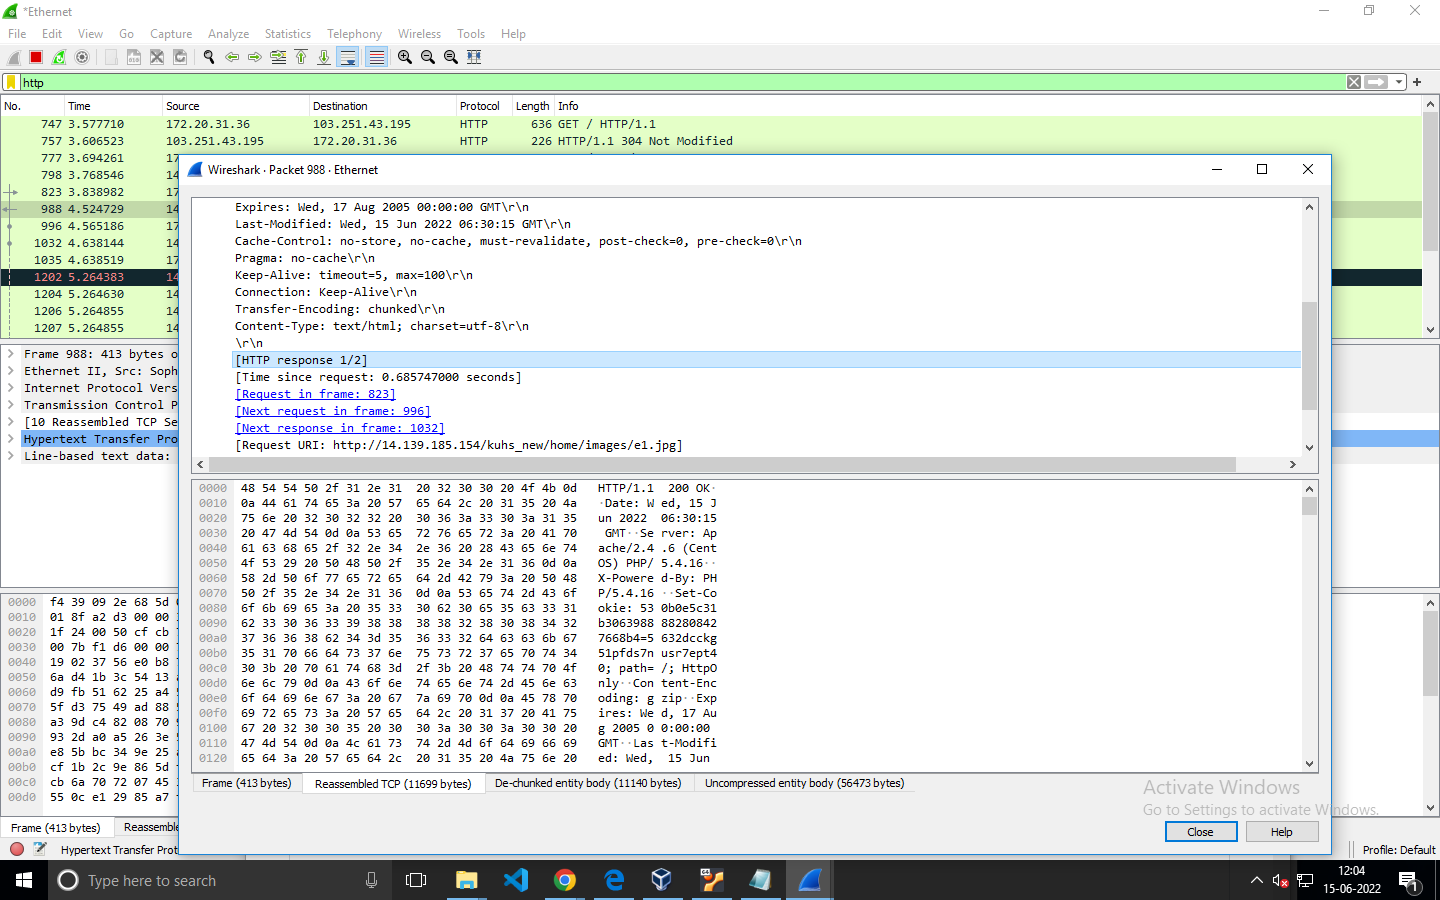 *Ethernet
File Edit View Go Capture Analyze Statistics Telephony Wireless Tools Help
http
No. Time Source Destination Protocol Length Info
747 3.577710 172.20.31.36 103.251.43.195 HTTP 636 GET / HTTP/1.1
757 3.606523 103.251.43.195 172.20.31.36 HTTP 226 HTTP/1.1 304 Not Modified
777 3.694261 17
798 3.768546 14
823 3.838982 17
988 4.524729 14
996 4.565186 17
1032 4.638144 14
1035 4.638519 17
1202 5.264383 14
1204 5.264630 14
1206 5.264855 14
1207 5.264855 14
Frame 988: 413 bytes o
Ethernet II, Src: Soph
Internet Protocol Vers
Transmission Control P
[10 Reassembled TCP Se
Hypertext Transfer Pro
Line-based text data:
0000 f4 39 09 2e 68 5d
0010 01 8f a2 d3 00 00
0020 1f 24 00 50 cf cb
0030 00 7b f1 d6 00 00
0040 19 02 37 56 e0 b8
0050 6a d4 1b 3c 54 13
0060 d9 fb 51 62 25 a4
0070 5f d3 75 49 ad 88
0080 a3 9d c4 82 08 70
0090 93 2d a0 a5 26 3e
00a0 e8 5b bc 34 9e 25
00b0 cf 1b 2c 9e 86 5d
00c0 cb 6a 70 72 07 45
00d0 55 0c e1 29 85 a7
Frame (413 bytes) Reassemble
Hypertext Transfer Prot
Profile: Default
Wireshark · Packet 988 · Ethernet
Expires: Wed, 17 Aug 2005 00:00:00 GMT\r\n
Last-Modified: Wed, 15 Jun 2022 06:30:15 GMT\r\n
Cache-Control: no-store, no-cache, must-revalidate, post-check=0, pre-check=0\r\n
Pragma: no-cache\r\n
Keep-Alive: timeout=5, max=100\r\n
Connection: Keep-Alive\r\n
Transfer-Encoding: chunked\r\n
Content-Type: text/html; charset=utf-8\r\n
\r\n
[HTTP response 1/2]
[Time since request: 0.685747000 seconds]
[Request in frame: 823]
[Next request in frame: 996]
[Next response in frame: 1032]
[Request URI: http://14.139.185.154/kuhs_new/home/images/e1.jpg]
0000 48 54 54 50 2f 31 2e 31 20 32 30 30 20 4f 4b 0d HTTP/1.1 200 OK·
0010 0a 44 61 74 65 3a 20 57 65 64 2c 20 31 35 20 4a ·Date: W ed, 15 J
0020 75 6e 20 32 30 32 32 20 30 36 3a 33 30 3a 31 35 un 2022 06:30:15
0030 20 47 4d 54 0d 0a 53 65 72 76 65 72 3a 20 41 70 GMT··Se rver: Ap
0040 61 63 68 65 2f 32 2e 34 2e 36 20 28 43 65 6e 74 ache/2.4 .6 (Cent
0050 4f 53 29 20 50 48 50 2f 35 2e 34 2e 31 36 0d 0a OS) PHP/ 5.4.16··
0060 58 2d 50 6f 77 65 72 65 64 2d 42 79 3a 20 50 48 X-Powere d-By: PH
0070 50 2f 35 2e 34 2e 31 36 0d 0a 53 65 74 2d 43 6f P/5.4.16 ··Set-Co
0080 6f 6b 69 65 3a 20 35 33 30 62 30 65 35 63 33 31 okie: 53 0b0e5c31
0090 62 33 30 36 33 39 38 38 38 38 32 38 30 38 34 32 b3063988 88280842
00a0 37 36 36 38 62 34 3d 35 36 33 32 64 63 63 6b 67 7668b4=5 632dcckg
00b0 35 31 70 66 64 73 37 6e 75 73 72 37 65 70 74 34 51pfds7n usr7ept4
00c0 30 3b 20 70 61 74 68 3d 2f 3b 20 48 74 74 70 4f 0; path= /; HttpO
00d0 6e 6c 79 0d 0a 43 6f 6e 74 65 6e 74 2d 45 6e 63 nly··Con tent-Enc
00e0 6f 64 69 6e 67 3a 20 67 7a 69 70 0d 0a 45 78 70 oding: g zip··Exp
00f0 69 72 65 73 3a 20 57 65 64 2c 20 31 37 20 41 75 ires: We d, 17 Au
0100 67 20 32 30 30 35 20 30 30 3a 30 30 3a 30 30 20 g 2005 0 0:00:00
0110 47 4d 54 0d 0a 4c 61 73 74 2d 4d 6f 64 69 66 69 GMT··Las t-Modifi
0120 65 64 3a 20 57 65 64 2c 20 31 35 20 4a 75 6e 20 ed: Wed, 15 Jun
Frame (413 bytes) Reassembled TCP (11699 bytes) De-chunked entity body (11140 bytes) Uncompressed entity body (56473 bytes)
Activate Windows
Go to Settings to activate Windows.
Close Help
Type here to search
12:04
15-06-2022
1